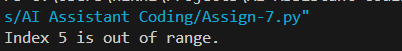 s/AI Assistant Coding/Assign-7.py"
Index 5 is out of range.